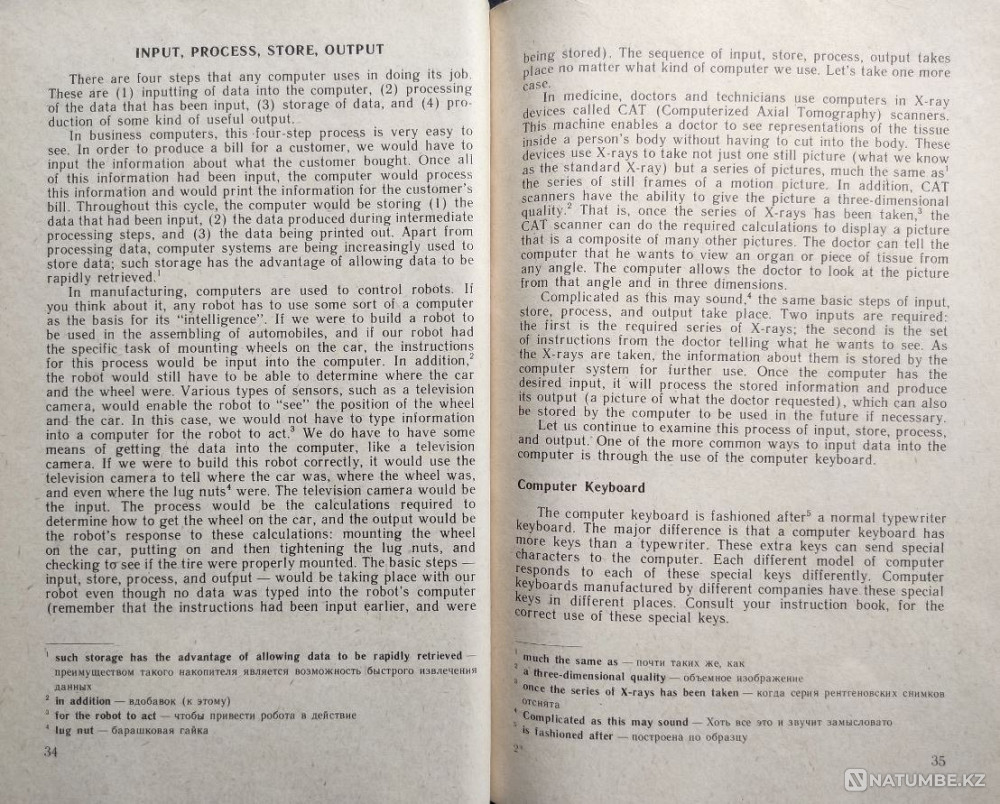 INPUT, PROCESS, STORE, OUTPUT
There are four steps that any computer uses in doing its job.
These are (1) inputting of data into the computer, (2) processing
of the data that has been input, (3) storage of data, and (4) pro-
duction of some kind of useful output.
In business computers, this four-step process is very easy to
see. In order to produce a bill for a customer, we would have to
input the information about what the customer bought. Once all
of this information had been input, the computer would process
this information and would print the information for the customer's
bill. Throughout this cycle, the computer would be storing (1) the
data that had been input, (2) the data produced during intermediate
processing steps, and (3) the data being printed out. Apart from
processing data, computer systems are being increasingly used to
store data; such storage has the advantage of allowing data to be
rapidly retrieved.¹
In manufacturing, computers are used to control robots. If
you think about it, any robot has to use some sort of a computer
as the basis for its "intelligence". If we were to build a robot to
be used in the assembling of automobiles, and if our robot had
the specific task of mounting wheels on the car, the instructions
for this process would be input into the computer. In addition,²
the robot would still have to be able to determine where the car
and the wheel were. Various types of sensors, such as a television
camera, would enable the robot to "see" the position of the wheel
and the car. In this case, we would not have to type information
into a computer for the robot to act.³ We do have to have some
means of getting the data into the computer, like a television
camera. If we were to build this robot correctly, it would use the
television camera to tell where the car was, where the wheel was,
and even where the lug nuts⁴ were. The television camera would be
the input. The process would be the calculations required to
determine how to get the wheel on the car, and the output would be
the robot's response to these calculations: mounting the wheel
on the car, putting on and then tightening the lug nuts, and
checking to see if the tire were properly mounted. The basic steps —
input, store, process, and output — would be taking place with our
robot even though no data was typed into the robot's computer
(remember that the instructions had been input earlier, and were
¹ such storage has the advantage of allowing data to be rapidly retrieved —
преимуществом такого накопителя является возможность быстрого извлечения
данных
² in addition — вдобавок (к этому)
³ for the robot to act — чтобы привести робота в действие
⁴ lug nut — барашковая гайка
34
being stored). The sequence of input, store, process, output takes
place no matter what kind of computer we use. Let's take one more
case.
In medicine, doctors and technicians use computers in X-ray
devices called CAT (Computerized Axial Tomography) scanners.
This machine enables a doctor to see representations of the tissue
inside a person's body without having to cut into the body. These
devices use X-rays to take not just one still picture (what we know
as the standard X-ray) but a series of pictures, much the same as¹
the series of still frames of a motion picture. In addition, CAT
scanners have the ability to give the picture a three-dimensional
quality.² That is, once the series of X-rays has been taken,³ the
CAT scanner can do the required calculations to display a picture
that is a composite of many other pictures. The doctor can tell the
computer that he wants to view an organ or piece of tissue from
any angle. The computer allows the doctor to look at the picture
from that angle and in three dimensions.
Complicated as this may sound,⁴ the same basic steps of input,
store, process, and output take place. Two inputs are required:
the first is the required series of X-rays; the second is the set
of instructions from the doctor telling what he wants to see. As
the X-rays are taken, the information about them is stored by the
computer system for further use. Once the computer has the
desired input, it will process the stored information and produce
its output (a picture of what the doctor requested), which can also
be stored by the computer to be used in the future if necessary.
Let us continue to examine this process of input, store, process,
and output. One of the more common ways to input data into the
computer is through the use of the computer keyboard.
Computer Keyboard
The computer keyboard is fashioned after⁵ a normal typewriter
keyboard. The major difference is that a computer keyboard has
more keys than a typewriter. These extra keys can send special
characters to the computer. Each different model of computer
responds to each of these special keys differently. Computer
keyboards manufactured by different companies have these special
keys in different places. Consult your instruction book, for the
correct use of these special keys.
¹ much the same as — почти таких же, как
² a three-dimensional quality — объемное изображение
³ once the series of X-rays has been taken — когда серия рентгеновских снимков
отснята
⁴ Complicated as this may sound — Хоть все это и звучит замысловато
⁵ is fashioned after — построена по образцу
2*
35
NATUMBE.KZ